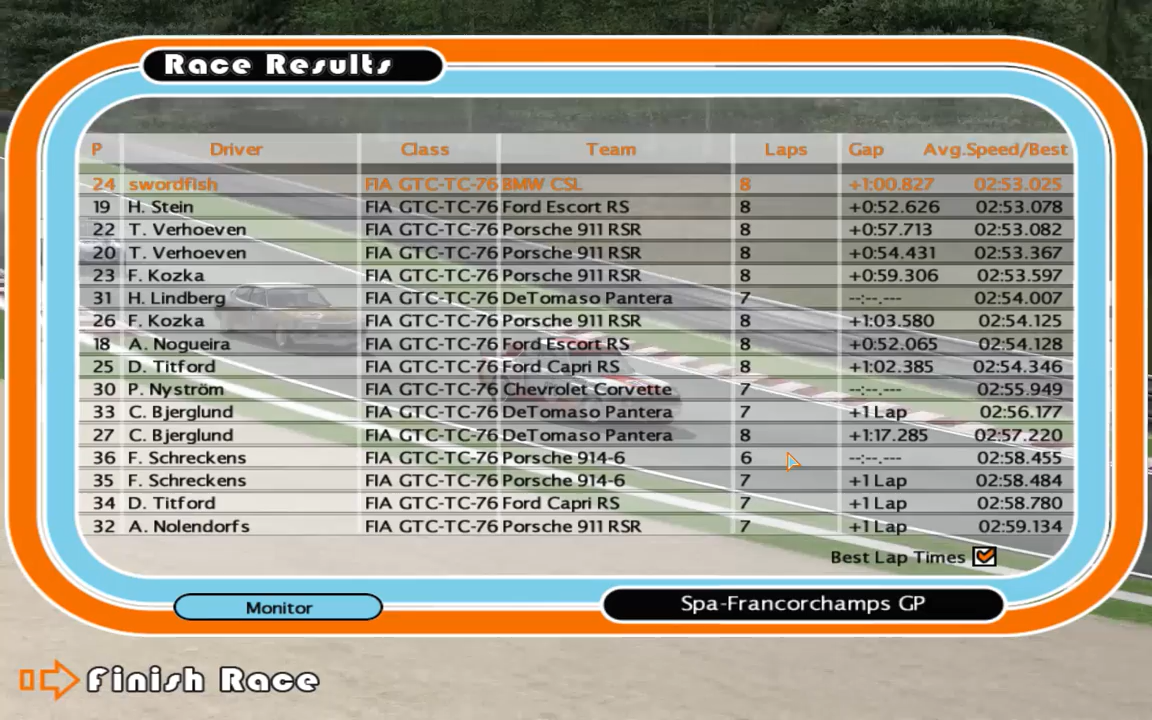 Race Results
P Driver Class Team Laps Gap Avg.Speed/Best
24 swordfish FIA GTC-TC-76 BMW CSL 8 +1:00.827 02:53.025
19 H. Stein FIA GTC-TC-76 Ford Escort RS 8 +0:52.626 02:53.078
22 T. Verhoeven FIA GTC-TC-76 Porsche 911 RSR 8 +0:57.713 02:53.082
20 T. Verhoeven FIA GTC-TC-76 Porsche 911 RSR 8 +0:54.431 02:53.367
23 F. Kozka FIA GTC-TC-76 Porsche 911 RSR 8 +0:59.306 02:53.597
31 H. Lindberg FIA GTC-TC-76 DeTomaso Pantera 7 --:--.--- 02:54.007
26 F. Kozka FIA GTC-TC-76 Porsche 911 RSR 8 +1:03.580 02:54.125
18 A. Nogueira FIA GTC-TC-76 Ford Escort RS 8 +0:52.065 02:54.128
25 D. Titford FIA GTC-TC-76 Ford Capri RS 8 +1:02.385 02:54.346
30 P. Nyström FIA GTC-TC-76 Chevrolet Corvette 7 --:--.--- 02:55.949
33 C. Bjerglund FIA GTC-TC-76 DeTomaso Pantera 7 +1 Lap 02:56.177
27 C. Bjerglund FIA GTC-TC-76 DeTomaso Pantera 8 +1:17.285 02:57.220
36 F. Schreckens FIA GTC-TC-76 Porsche 914-6 6 --:--.--- 02:58.455
35 F. Schreckens FIA GTC-TC-76 Porsche 914-6 7 +1 Lap 02:58.484
34 D. Titford FIA GTC-TC-76 Ford Capri RS 7 +1 Lap 02:58.780
32 A. Nolendorfs FIA GTC-TC-76 Porsche 911 RSR 7 +1 Lap 02:59.134
Best Lap Times
Monitor
Spa-Francorchamps GP
Finish Race